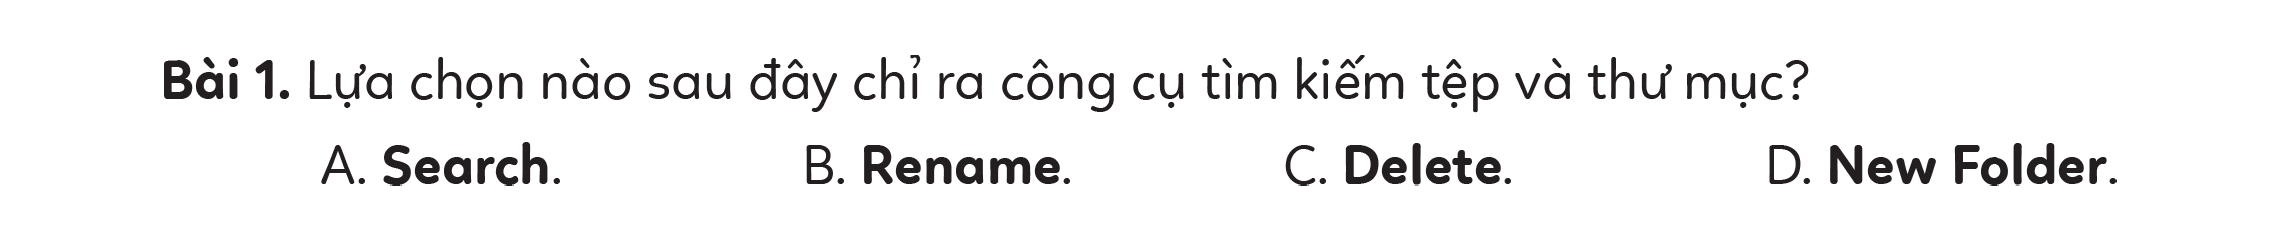 Bài 1. Lựa chọn nào sau đây chỉ ra công cụ tìm kiếm tệp và thư mục?
A. Search. B. Rename. C. Delete. D. New Folder.